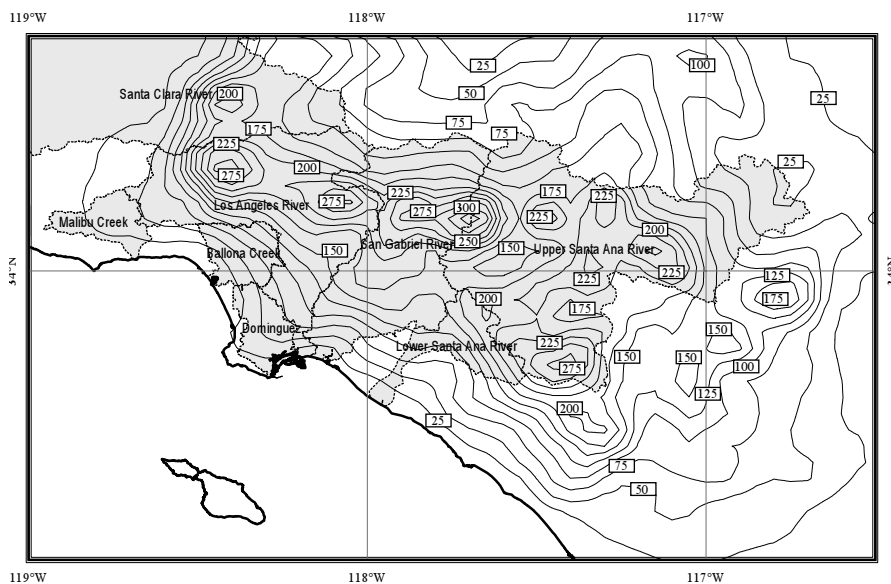 119°W 118°W 117°W
25
100
50
25
Santa Clara River 200
75
175 75
225
25
200
275
175
225 225
Los Angeles River 275
275 300
225
Malibu Creek
200
San Gabriel River 250
Ballona Creek 150 150 Upper Santa Ana River
34°N 225 34°N
225 125
200 175
175
Dominguez 150
225
Lower Santa Ana River 150 150
275 100
125
200
25
75
50
119°W 118°W 117°W